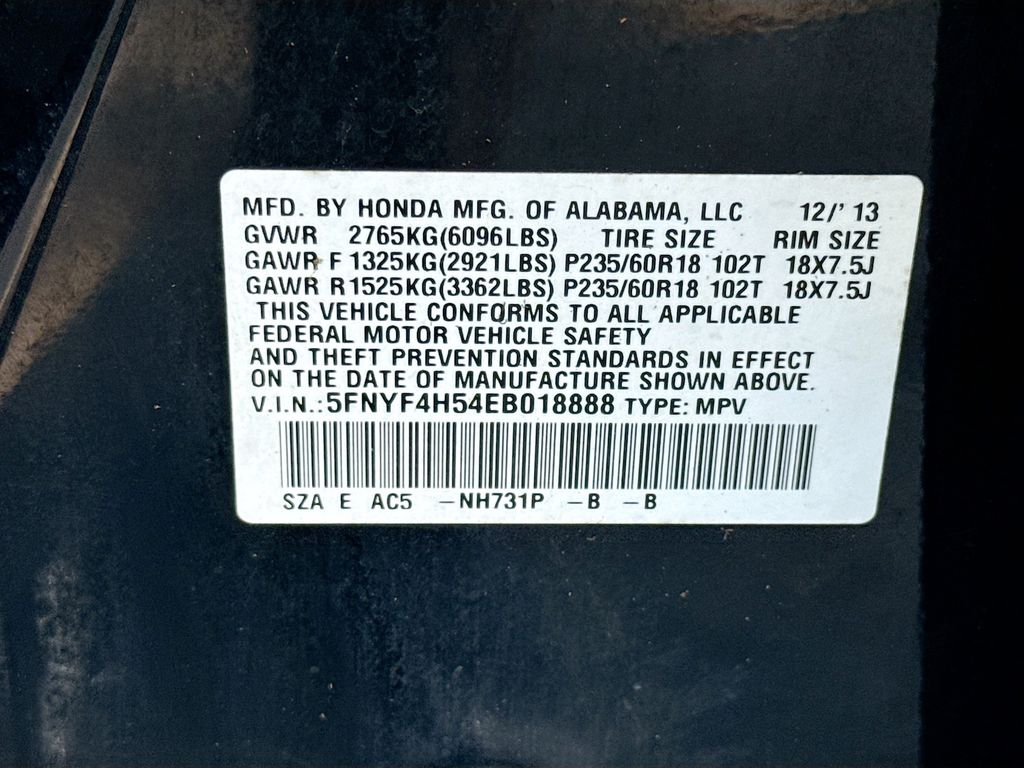 MFD. BY HONDA MFG. OF ALABAMA, LLC 12/' 13
GVWR 2765KG(6096LBS) TIRE SIZE RIM SIZE
GAWR F 1325KG(2921LBS) P235/60R18 102T 18X7.5J
GAWR R1525KG(3362LBS) P235/60R18 102T 18X7.5J
THIS VEHICLE CONFORMS TO ALL APPLICABLE
FEDERAL MOTOR VEHICLE SAFETY
AND THEFT PREVENTION STANDARDS IN EFFECT
ON THE DATE OF MANUFACTURE SHOWN ABOVE.
V.I.N.:5FNYF4H54EB018888 TYPE: MPV
SZA E AC5 –NH731P –B –B